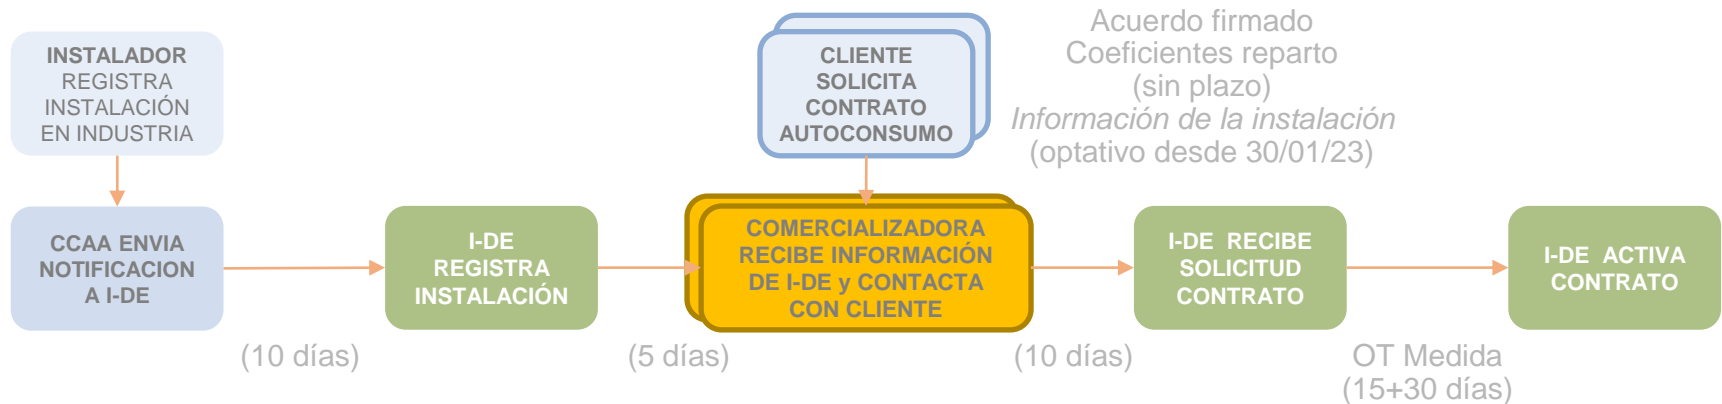 INSTALADOR
REGISTRA
INSTALACIÓN
EN INDUSTRIA
CLIENTE
SOLICITA
CONTRATO
AUTOCONSUMO
Acuerdo firmado
Coeficientes reparto
(sin plazo)
Información de la instalación
(optativo desde 30/01/23)
CCAA ENVIA
NOTIFICACION
A I-DE
I-DE
REGISTRA
INSTALACIÓN
COMERCIALIZADORA
RECIBE INFORMACIÓN
DE I-DE y CONTACTA
CON CLIENTE
I-DE RECIBE
SOLICITUD
CONTRATO
I-DE ACTIVA
CONTRATO
(10 días)
(5 días)
(10 días)
OT Medida
(15+30 días)